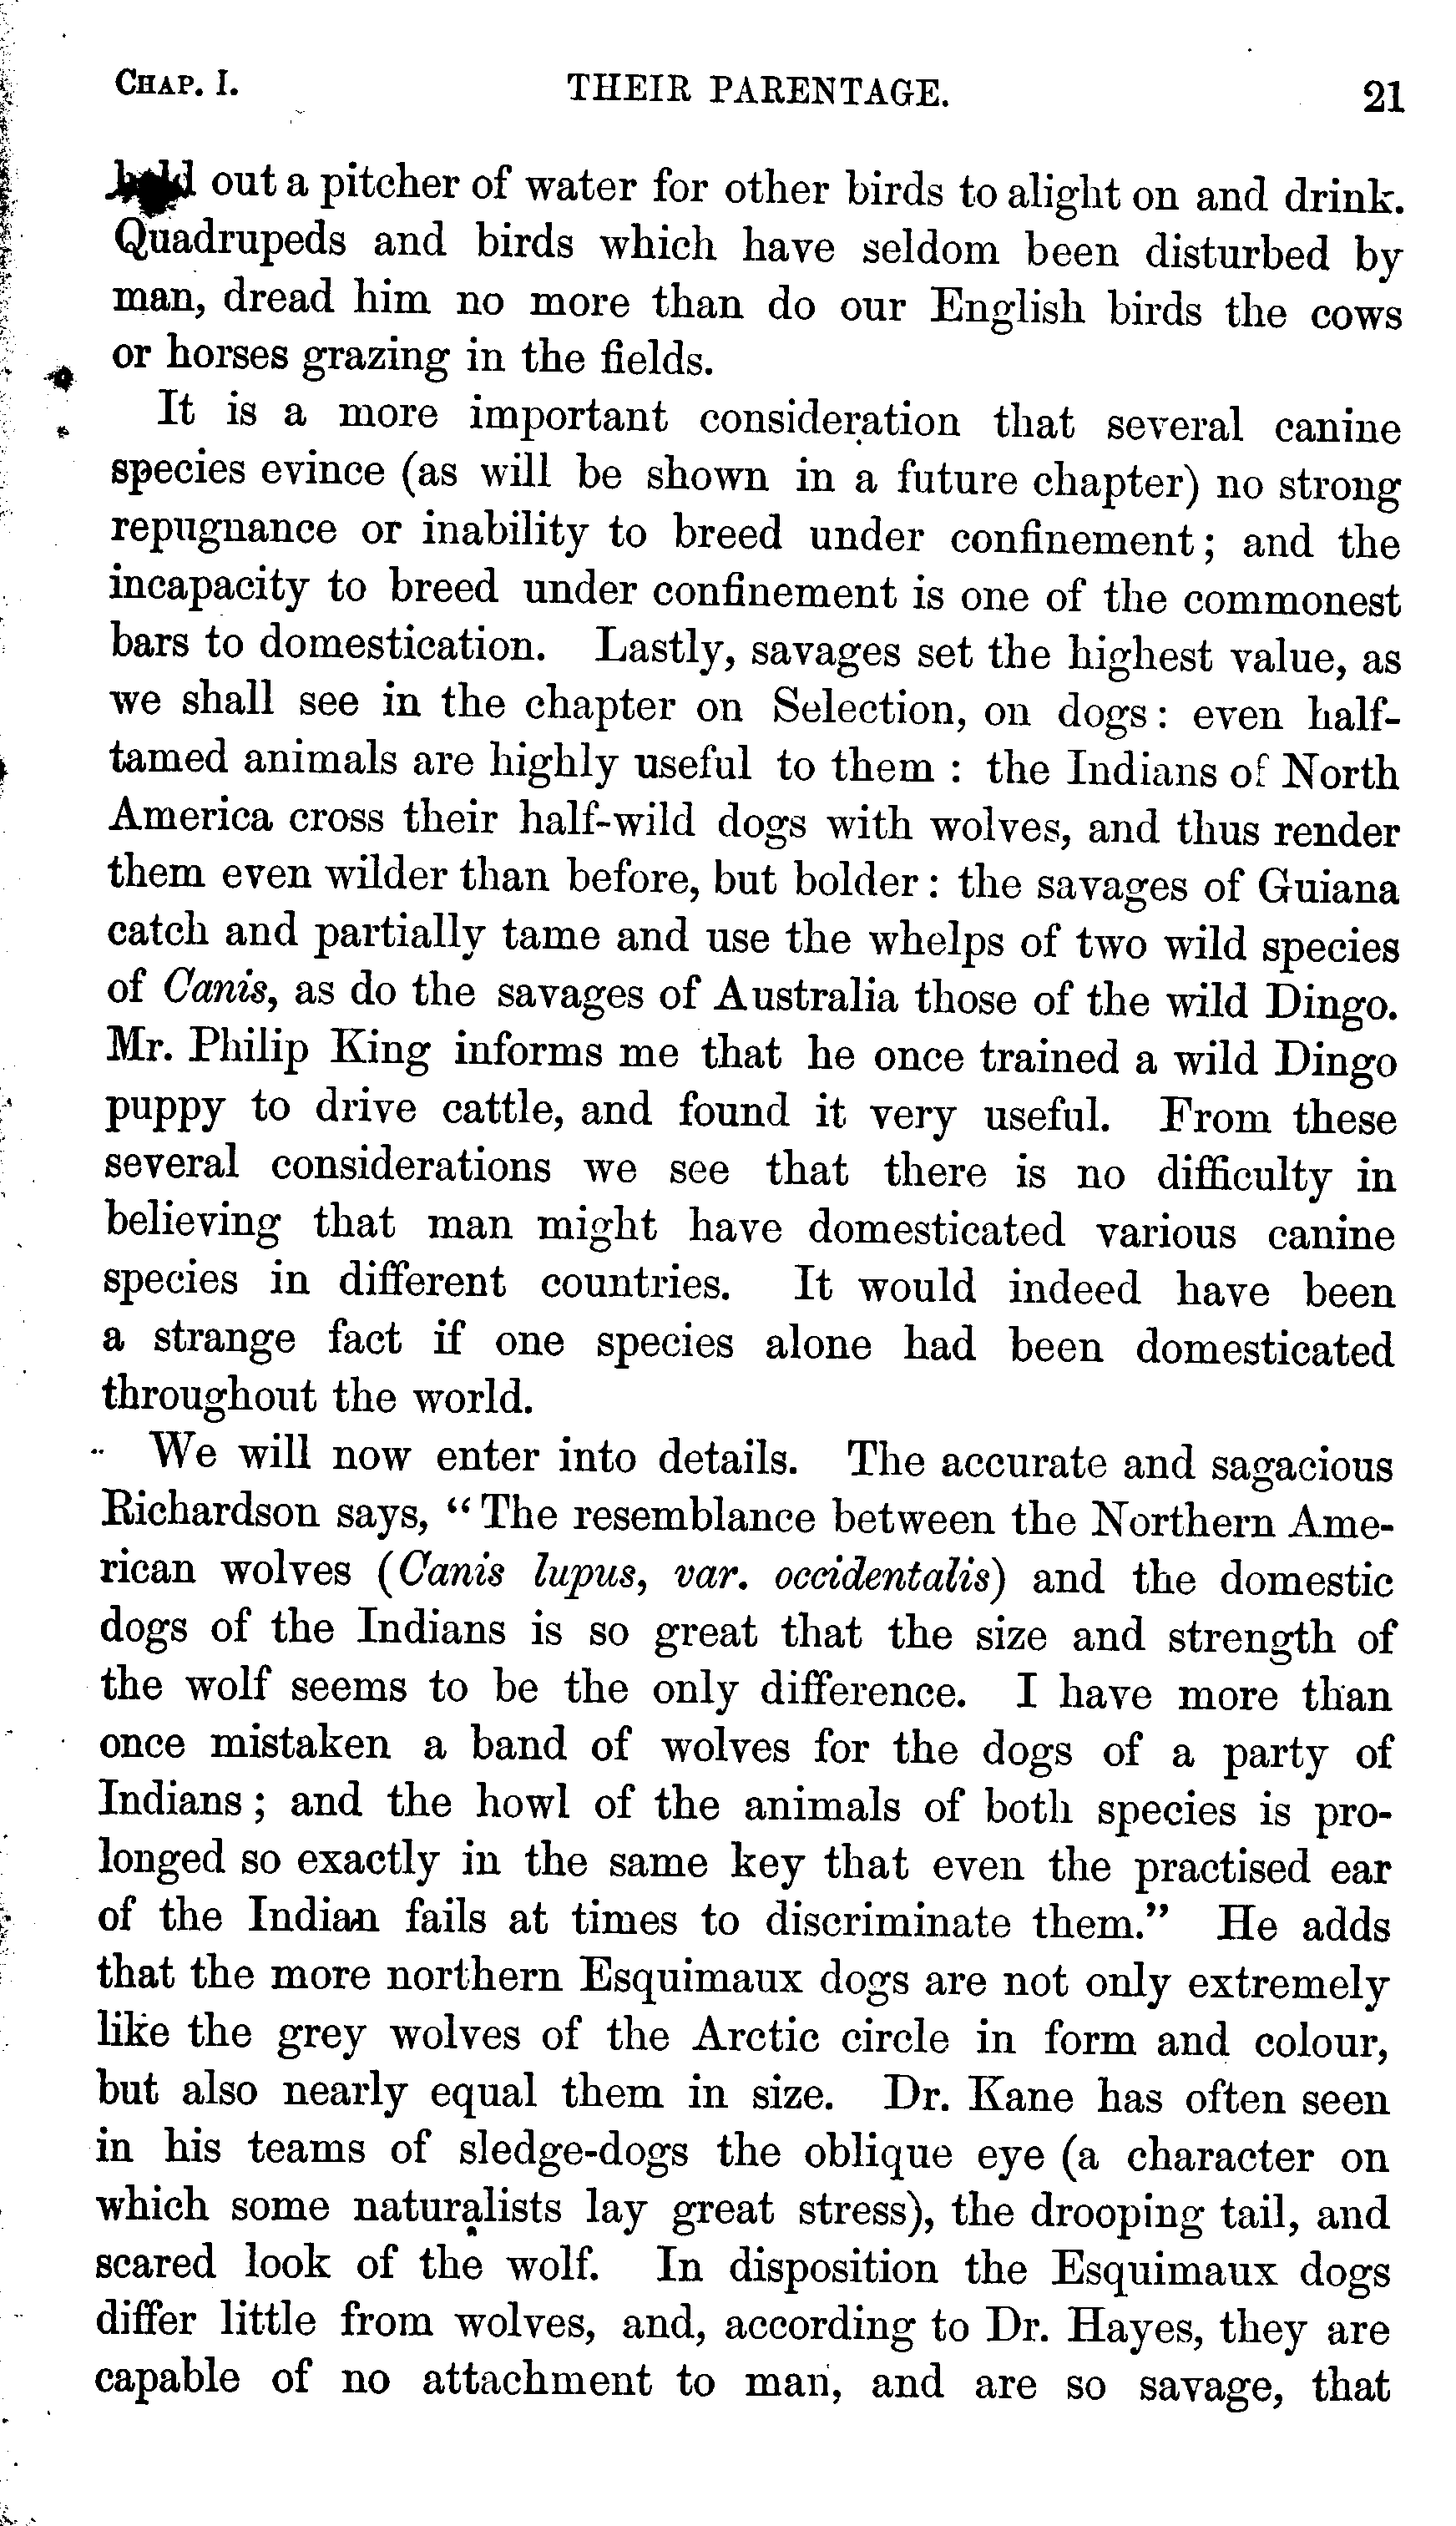 CHAP. I. THEIR PARENTAGE. 21
held out a pitcher of water for other birds to alight on and drink.
Quadrupeds and birds which have seldom been disturbed by
man, dread him no more than do our English birds the cows
or horses grazing in the fields.
It is a more important consideration that several canine
species evince (as will be shown in a future chapter) no strong
repugnance or inability to breed under confinement; and the
incapacity to breed under confinement is one of the commonest
bars to domestication. Lastly, savages set the highest value, as
we shall see in the chapter on Selection, on dogs: even half-
tamed animals are highly useful to them : the Indians of North
America cross their half-wild dogs with wolves, and thus render
them even wilder than before, but bolder: the savages of Guiana
catch and partially tame and use the whelps of two wild species
of Canis, as do the savages of Australia those of the wild Dingo.
Mr. Philip King informs me that he once trained a wild Dingo
puppy to drive cattle, and found it very useful. From these
several considerations we see that there is no difficulty in
believing that man might have domesticated various canine
species in different countries. It would indeed have been
a strange fact if one species alone had been domesticated
throughout the world.
We will now enter into details. The accurate and sagacious
Richardson says, "The resemblance between the Northern Ame-
rican wolves (Canis lupus, var. occidentalis) and the domestic
dogs of the Indians is so great that the size and strength of
the wolf seems to be the only difference. I have more than
once mistaken a band of wolves for the dogs of a party of
Indians; and the howl of the animals of both species is pro-
longed so exactly in the same key that even the practised ear
of the Indian fails at times to discriminate them." He adds
that the more northern Esquimaux dogs are not only extremely
like the grey wolves of the Arctic circle in form and colour,
but also nearly equal them in size. Dr. Kane has often seen
in his teams of sledge-dogs the oblique eye (a character on
which some naturalists lay great stress), the drooping tail, and
scared look of the wolf. In disposition the Esquimaux dogs
differ little from wolves, and, according to Dr. Hayes, they are
capable of no attachment to man, and are so savage, that